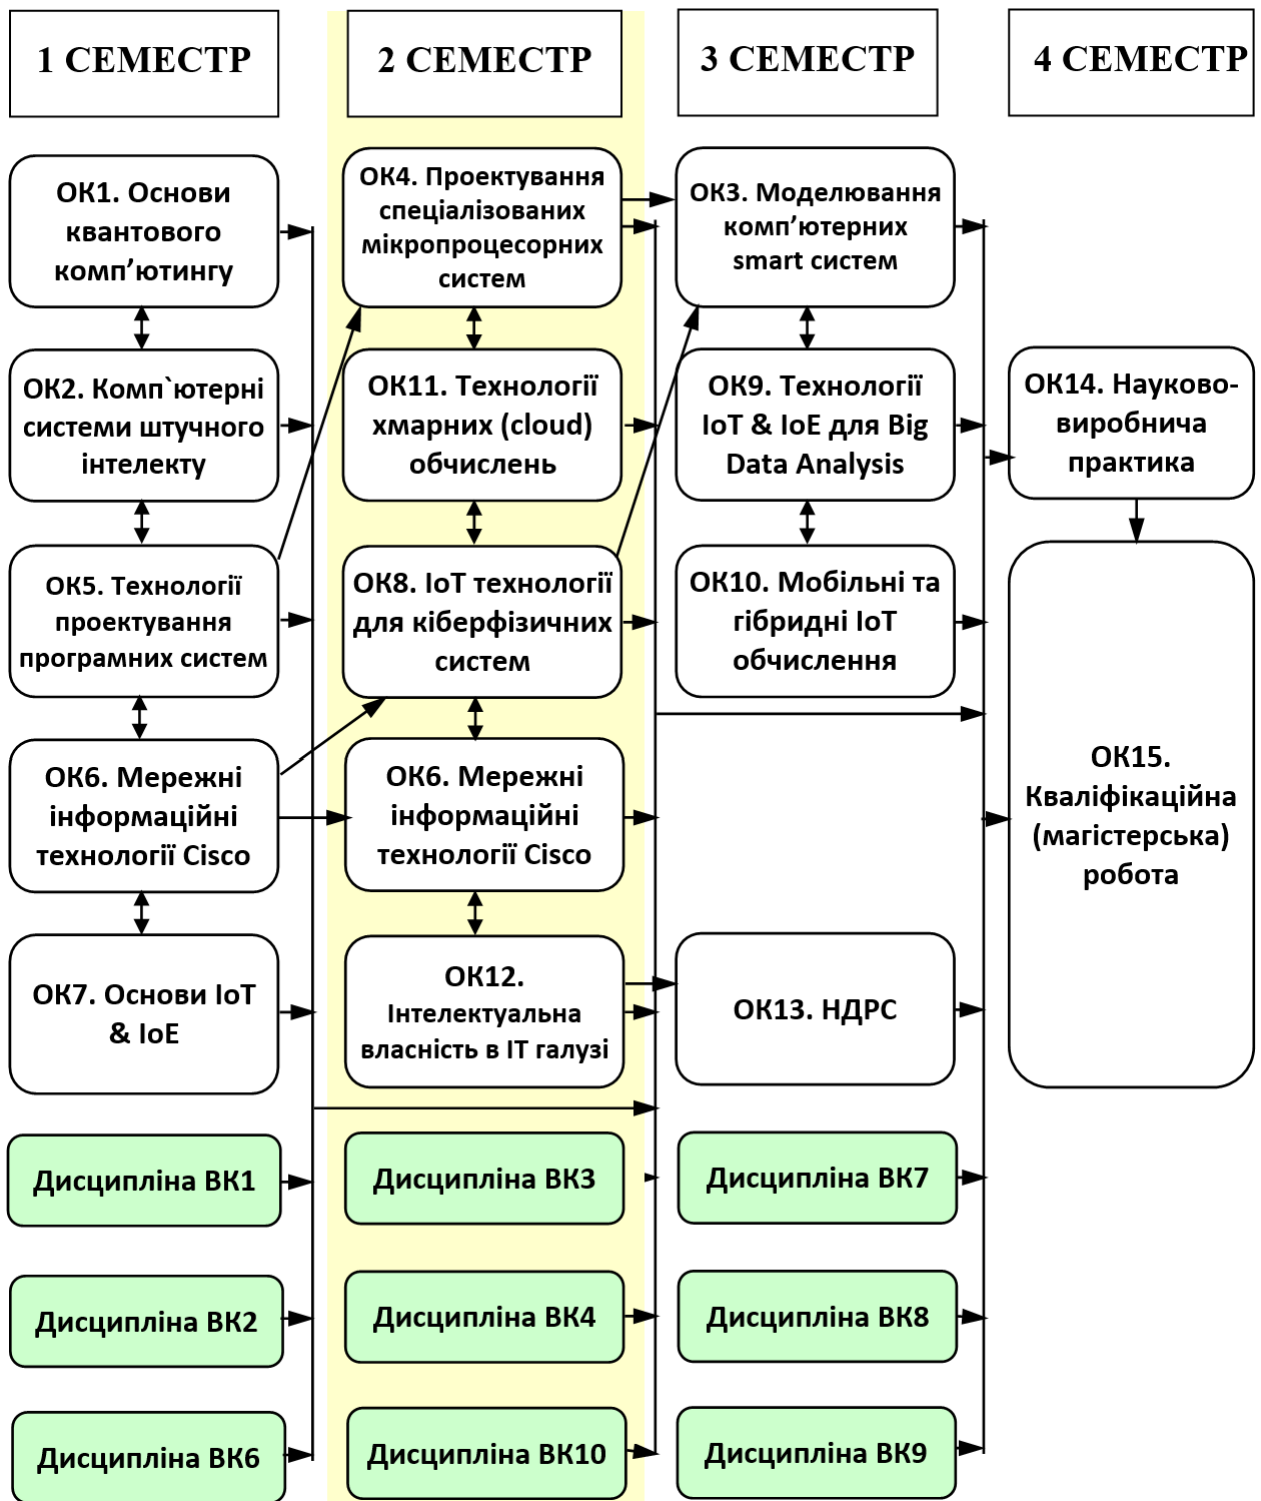 1 СЕМЕСТР
2 СЕМЕСТР
3 СЕМЕСТР
4 СЕМЕСТР
ОК1. Основи
квантового
комп’ютингу
ОК2. Комп`ютерні
системи штучного
інтелекту
ОК5. Технології
проектування
програмних систем
ОК6. Мережні
інформаційні
технології Cisco
ОК7. Основи IoT
& IoE
Дисципліна ВК1
Дисципліна ВК2
Дисципліна ВК6
ОК4. Проектування
спеціалізованих
мікропроцесорних
систем
ОК11. Технології
хмарних (cloud)
обчислень
ОК8. IoT технології
для кіберфізичних
систем
ОК6. Мережні
інформаційні
технології Cisco
ОК12.
Інтелектуальна
власність в ІТ галузі
Дисципліна ВК3
Дисципліна ВК4
Дисципліна ВК10
ОК3. Моделювання
комп’ютерних
smart систем
ОК9. Технології
IoT & IoE для Big
Data Analysis
ОК10. Мобільні та
гібридні IoT
обчислення
ОК13. НДРС
Дисципліна ВК7
Дисципліна ВК8
Дисципліна ВК9
ОК14. Науково-
виробнича
практика
ОК15.
Кваліфікаційна
(магістерська)
робота